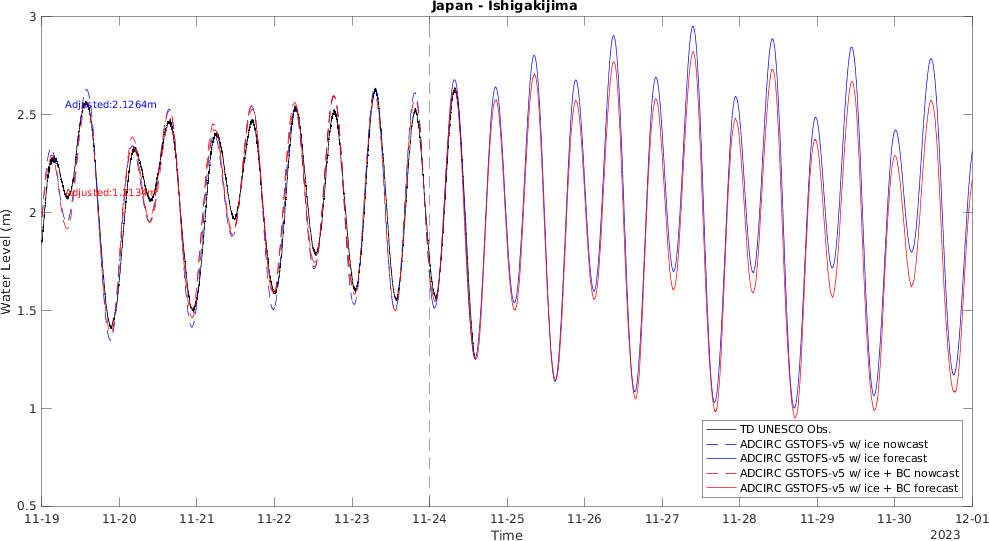 Japan - Ishigakijima
3
2.5
2
1.5
1
0.5
Water Level (m)
Adjusted:2.1264m
11-19
11-20
11-21
11-22
11-23
11-24
11-25
11-26
11-27
11-28
11-29
11-30
12-01
Time
2023
TD UNESCO Obs.
ADCIRC GSTOFS-v5 w/ ice nowcast
ADCIRC GSTOFS-v5 w/ ice forecast
ADCIRC GSTOFS-v5 w/ ice + BC nowcast
ADCIRC GSTOFS-v5 w/ ice + BC forecast